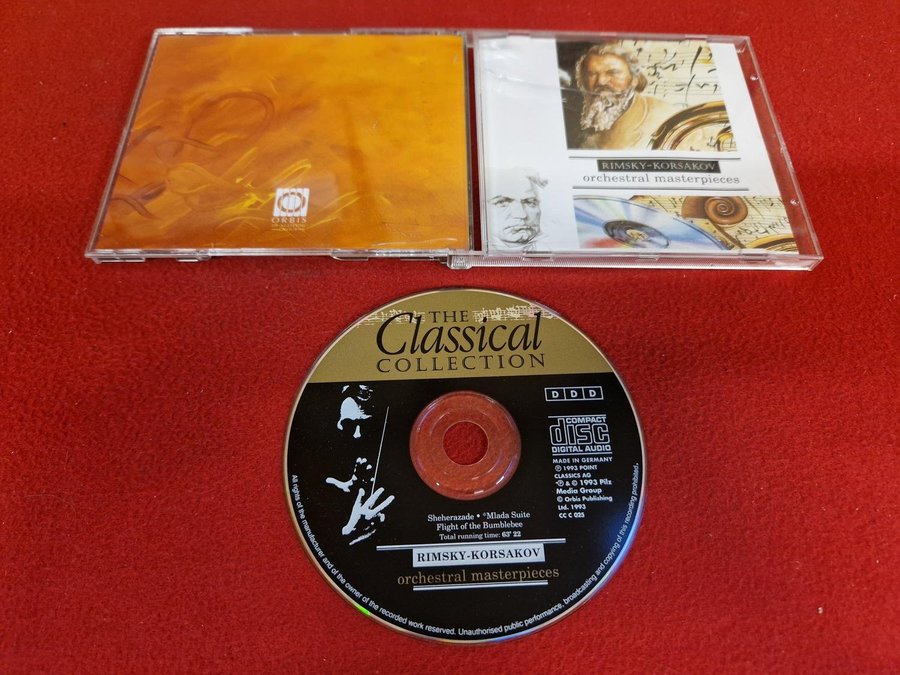 ORBIS
RIMSKY-KORSAKOV
orchestral masterpieces
THE
Classical
COLLECTION
D D D
COMPACT
disc
DIGITAL AUDIO
MADE IN GERMANY
℗ 1993 POINT
CLASSICS AG
℗ & © 1993 Pilz
Media Group
© Orbis Publishing
Ltd. 1993
CC C 025
Sheherazade • *Mlada Suite
Flight of the Bumblebee
Total running time: 63' 22
RIMSKY-KORSAKOV
orchestral masterpieces
All rights of the manufacturer and of the owner of the recorded work reserved. Unauthorised public performance, broadcasting and copying of this recording prohibited.